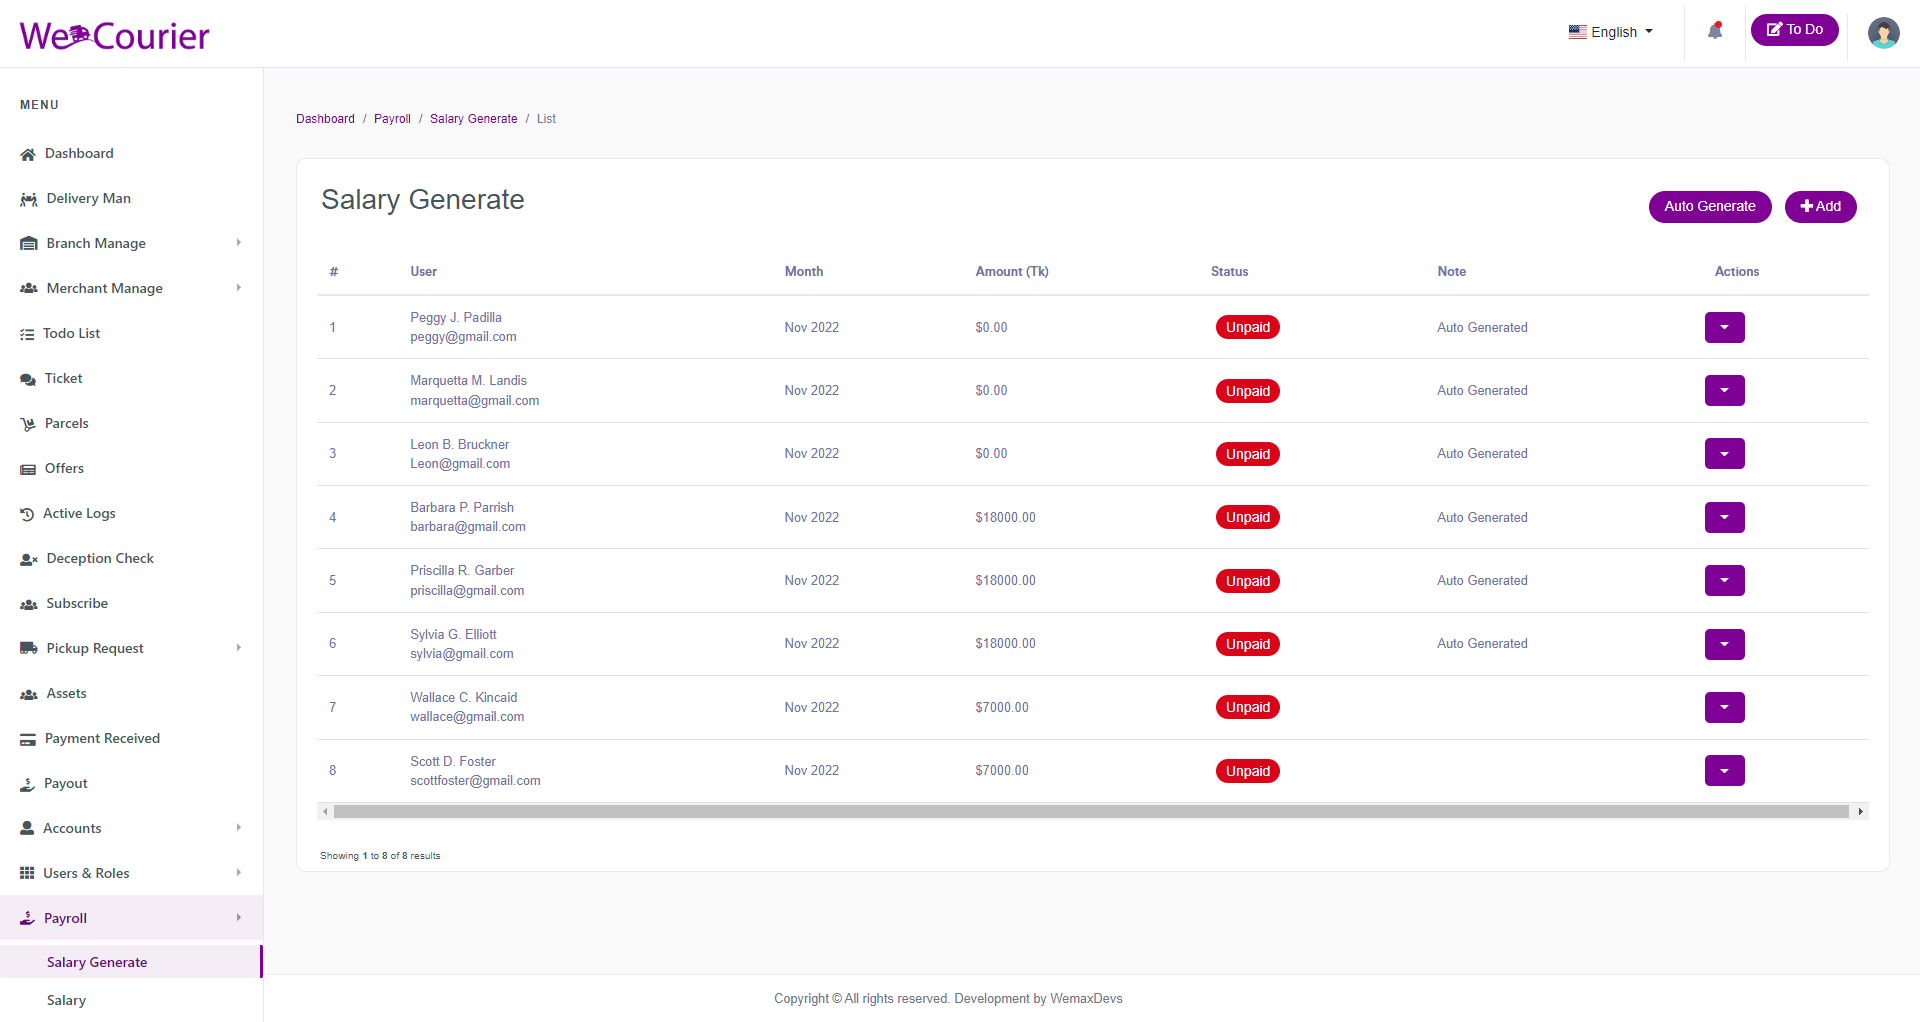 We Courier
English
To Do
MENU
Dashboard
Delivery Man
Branch Manage
Merchant Manage
Todo List
Ticket
Parcels
Offers
Active Logs
Deception Check
Subscribe
Pickup Request
Assets
Payment Received
Payout
Accounts
Users & Roles
Payroll
Salary Generate
Salary
Dashboard / Payroll / Salary Generate / List
Salary Generate
Auto Generate
Add
# User Month Amount (Tk) Status Note Actions
1 Peggy J. Padilla Nov 2022 $0.00 Unpaid Auto Generated
peggy@gmail.com
2 Marquetta M. Landis Nov 2022 $0.00 Unpaid Auto Generated
marquetta@gmail.com
3 Leon B. Bruckner Nov 2022 $0.00 Unpaid Auto Generated
Leon@gmail.com
4 Barbara P. Parrish Nov 2022 $18000.00 Unpaid Auto Generated
barbara@gmail.com
5 Priscilla R. Garber Nov 2022 $18000.00 Unpaid Auto Generated
priscilla@gmail.com
6 Sylvia G. Elliott Nov 2022 $18000.00 Unpaid Auto Generated
sylvia@gmail.com
7 Wallace C. Kincaid Nov 2022 $7000.00 Unpaid
wallace@gmail.com
8 Scott D. Foster Nov 2022 $7000.00 Unpaid
scottfoster@gmail.com
Showing 1 to 8 of 8 results
Copyright © All rights reserved. Development by WemaxDevs